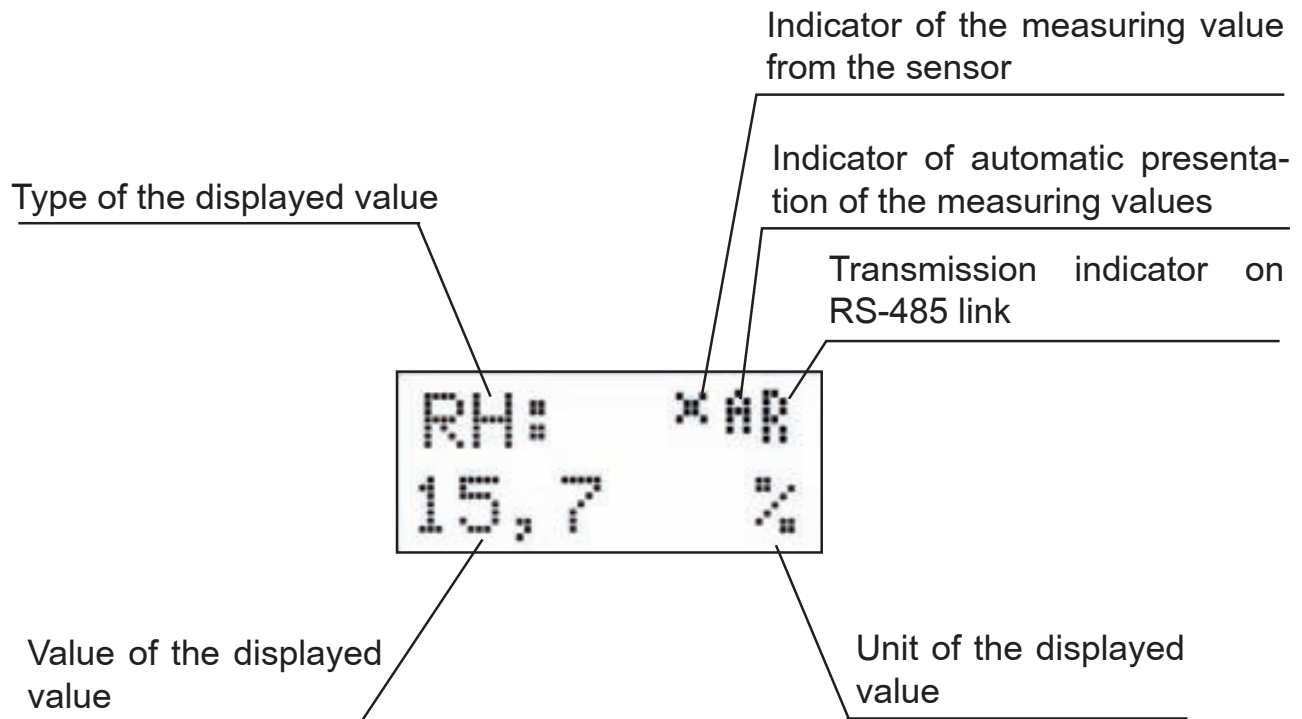 Indicator of the measuring value
from the sensor
Indicator of automatic presenta-
tion of the measuring values
Type of the displayed value
Transmission indicator on
RS-485 link
RH: × A R
15,7 %
Value of the displayed
value
Unit of the displayed
value